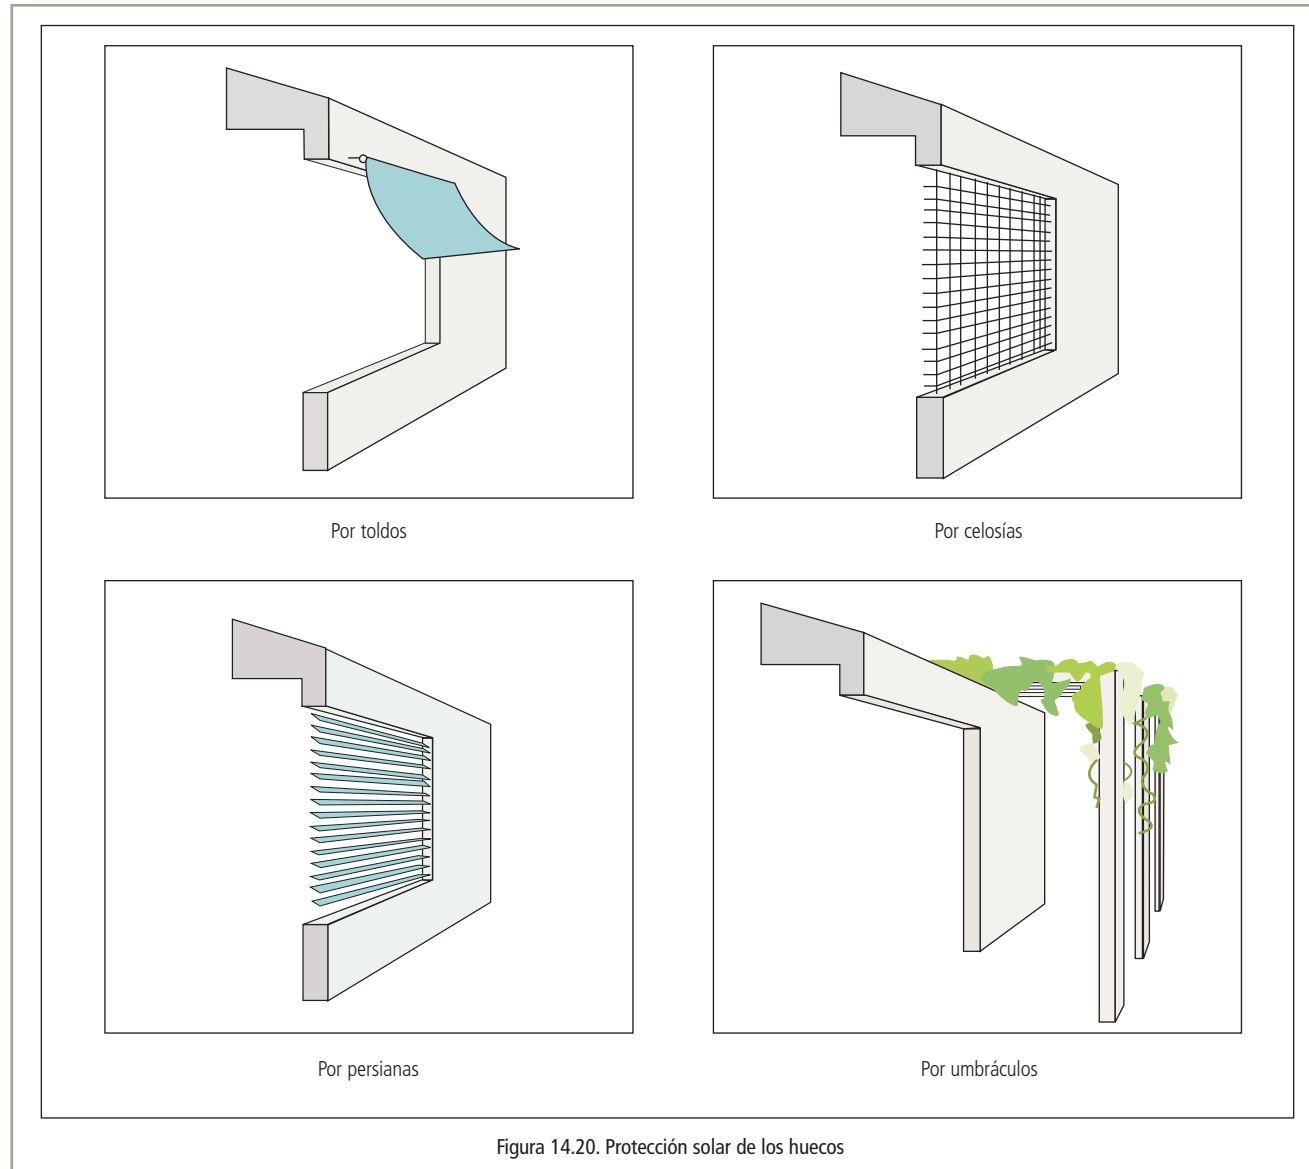 Por toldos
Por celosías
Por persianas
Por umbráculos
Figura 14.20. Protección solar de los huecos